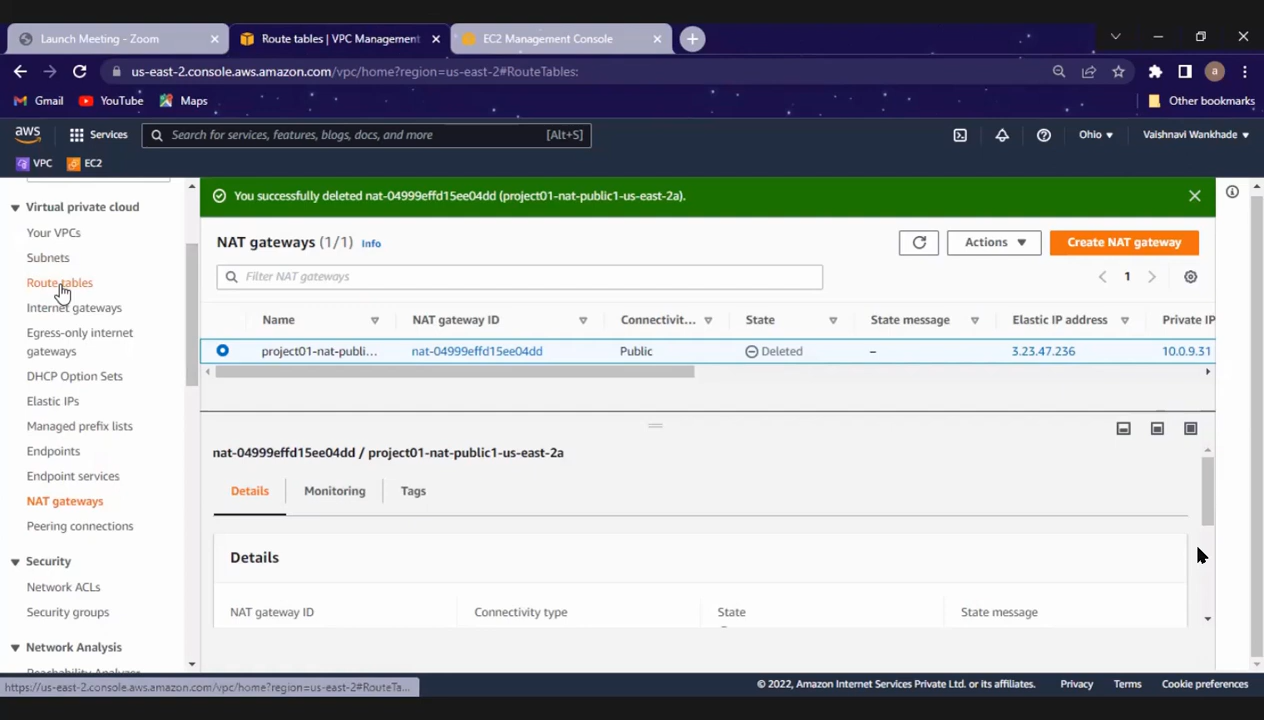 Launch Meeting - Zoom
Route tables | VPC Management
EC2 Management Console
us-east-2.console.aws.amazon.com/vpc/home?region=us-east-2#RouteTables:
a
Gmail YouTube Maps Other bookmarks
aws Services Search for services, features, blogs, docs, and more [Alt+S] Ohio Vaishnavi Wankhade
VPC EC2
Virtual private cloud
Your VPCs
Subnets
Route tables
Internet gateways
Egress-only internet
gateways
DHCP Option Sets
Elastic IPs
Managed prefix lists
Endpoints
Endpoint services
NAT gateways
Peering connections
Security
Network ACLs
Security groups
Network Analysis
Reachability Analyzer
You successfully deleted nat-04999effd15ee04dd (project01-nat-public1-us-east-2a).
NAT gateways (1/1) Info
Actions
Create NAT gateway
Filter NAT gateways
1
Name NAT gateway ID Connectivit... State State message Elastic IP address Private IP
project01-nat-publi... nat-04999effd15ee04dd Public Deleted – 3.23.47.236 10.0.9.31
nat-04999effd15ee04dd / project01-nat-public1-us-east-2a
Details Monitoring Tags
Details
NAT gateway ID Connectivity type State State message
https://us-east-2.console.aws.amazon.com/vpc/home?region=us-east-2#RouteTa...
© 2022, Amazon Internet Services Private Ltd. or its affiliates. Privacy Terms Cookie preferences